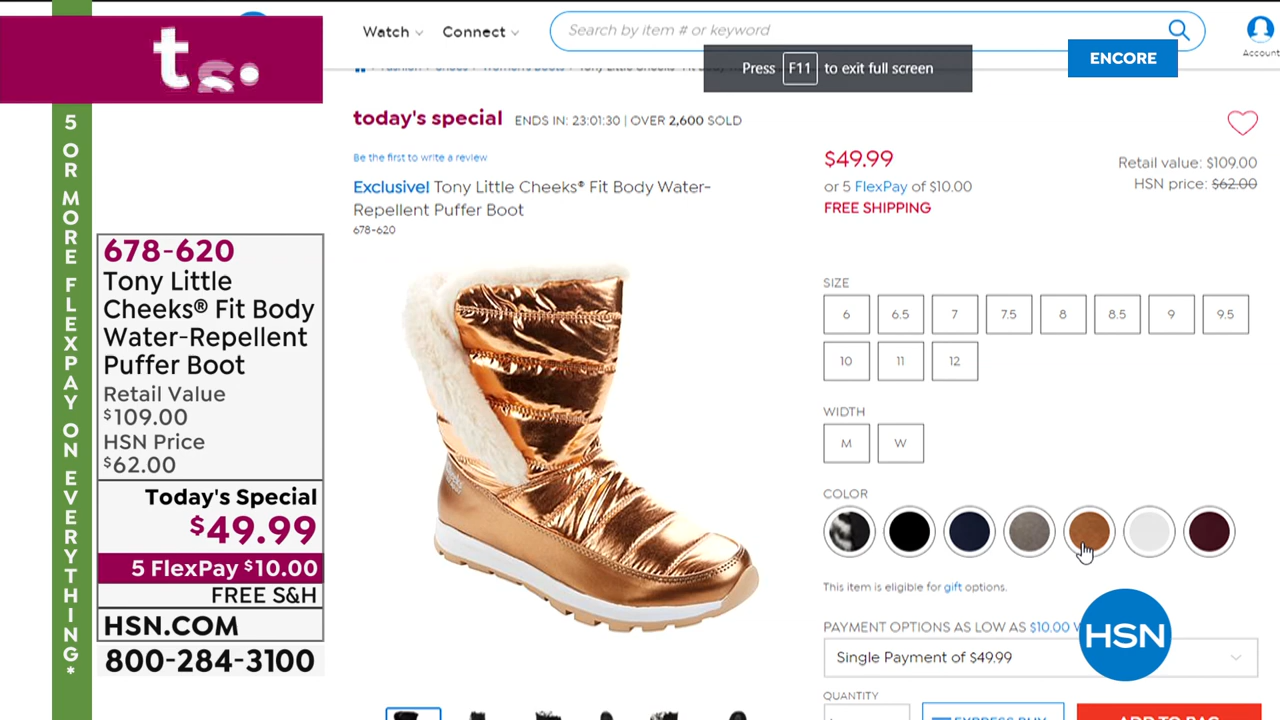 ts.
5 OR MORE FLEXPAY ON EVERYTHING*
678-620
Tony Little
Cheeks® Fit Body
Water-Repellent
Puffer Boot
Retail Value
$109.00
HSN Price
$62.00
Today's Special
$49.99
5 FlexPay $10.00
FREE S&H
HSN.COM
800-284-3100
Watch
Connect
Search by item # or keyword
Account
ENCORE
Press F11 to exit full screen
today's special ENDS IN: 23:01:30 | OVER 2,600 SOLD
Be the first to write a review
Exclusive! Tony Little Cheeks® Fit Body Water-
Repellent Puffer Boot
678-620
$49.99
or 5 FlexPay of $10.00
FREE SHIPPING
Retail value: $109.00
HSN price: $62.00
SIZE
6 6.5 7 7.5 8 8.5 9 9.5
10 11 12
WIDTH
M W
COLOR
This item is eligible for gift options.
PAYMENT OPTIONS AS LOW AS $10.00
HSN
Single Payment of $49.99
QUANTITY
EXPRESS BUY
ADD TO BAG